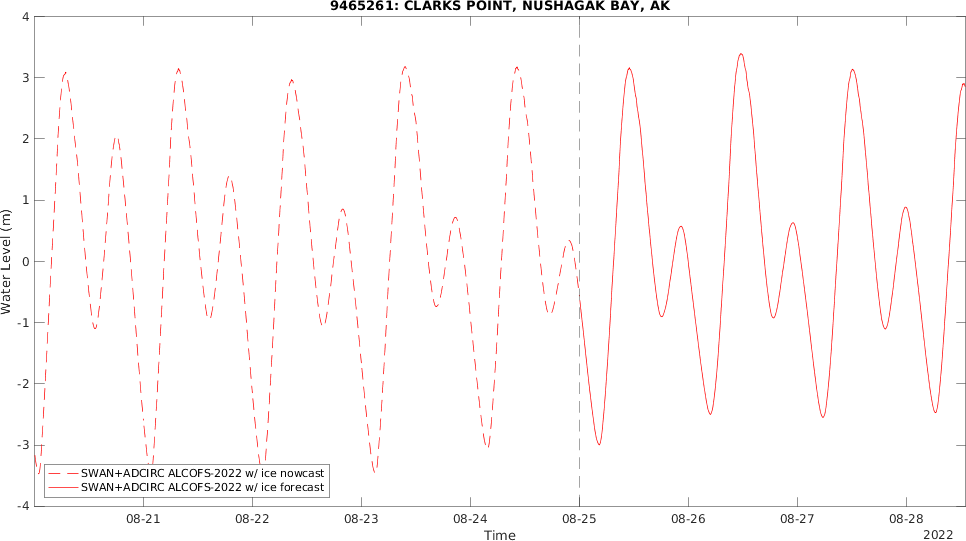 9465261: CLARKS POINT, NUSHAGAK BAY, AK
4
3
2
1
0
-1
-2
-3
-4
Water Level (m)
SWAN+ADCIRC ALCOFS-2022 w/ ice nowcast
SWAN+ADCIRC ALCOFS-2022 w/ ice forecast
08-21 08-22 08-23 08-24 08-25 08-26 08-27 08-28
Time
2022